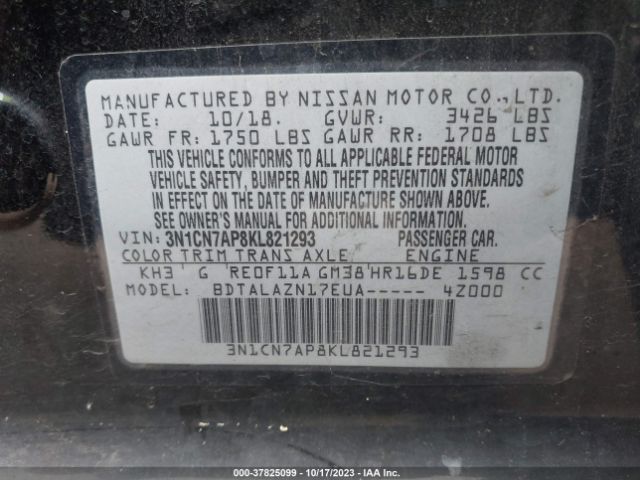 MANUFACTURED BY NISSAN MOTOR CO.,LTD.
DATE: 10/18. GVWR: 3426 LBS
GAWR FR: 1750 LBS GAWR RR: 1708 LBS
THIS VEHICLE CONFORMS TO ALL APPLICABLE FEDERAL MOTOR
VEHICLE SAFETY, BUMPER AND THEFT PREVENTION STANDARDS
IN EFFECT ON THE DATE OF MANUFACTURE SHOWN ABOVE.
SEE OWNER'S MANUAL FOR ADDITIONAL INFORMATION.
VIN: 3N1CN7AP8KL821293 PASSENGER CAR.
COLOR TRIM TRANS AXLE ENGINE
KH3 G RE0F11A GM38 HR16DE 1598 CC
MODEL: BDTALAZN17EUA----- 4Z000
3N1CN7AP8KL821293
000-37825099 - 10/17/2023 - IAA Inc.